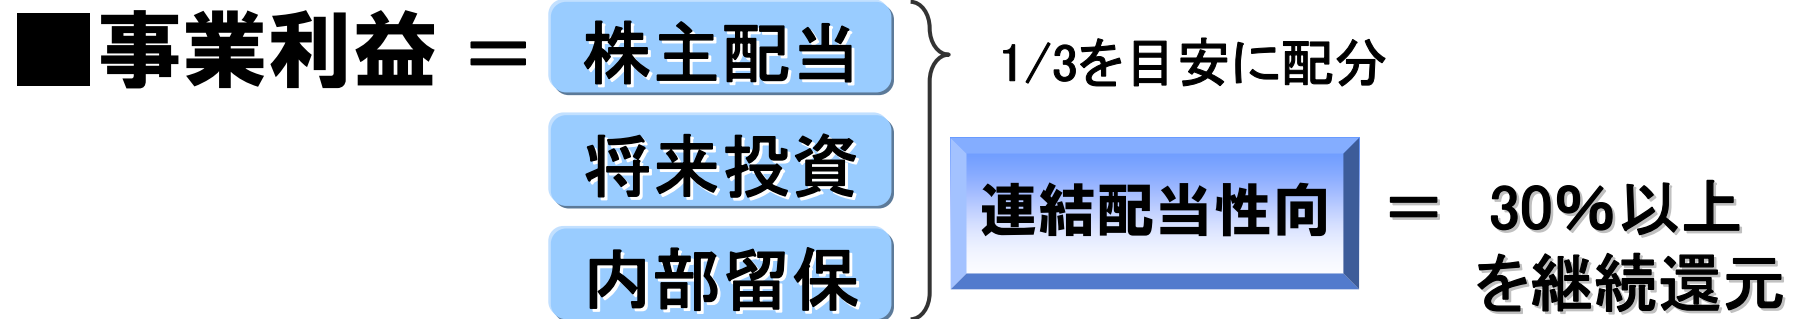 ■事業利益 = 株主配当
1/3を目安に配分
将来投資
連結配当性向 = 30%以上
を継続還元
内部留保